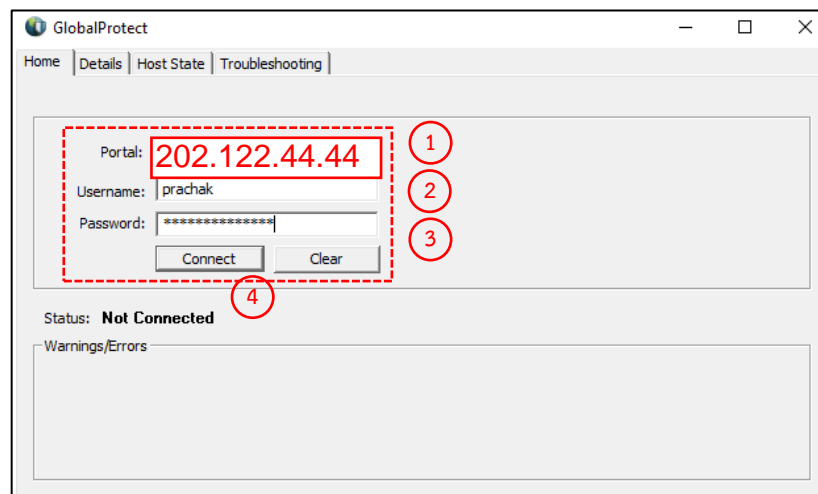 GlobalProtect
Home Details Host State Troubleshooting
Portal: 202.122.44.44 1
Username: prachak 2
Password: ************** 3
Connect Clear
4
Status: Not Connected
Warnings/Errors